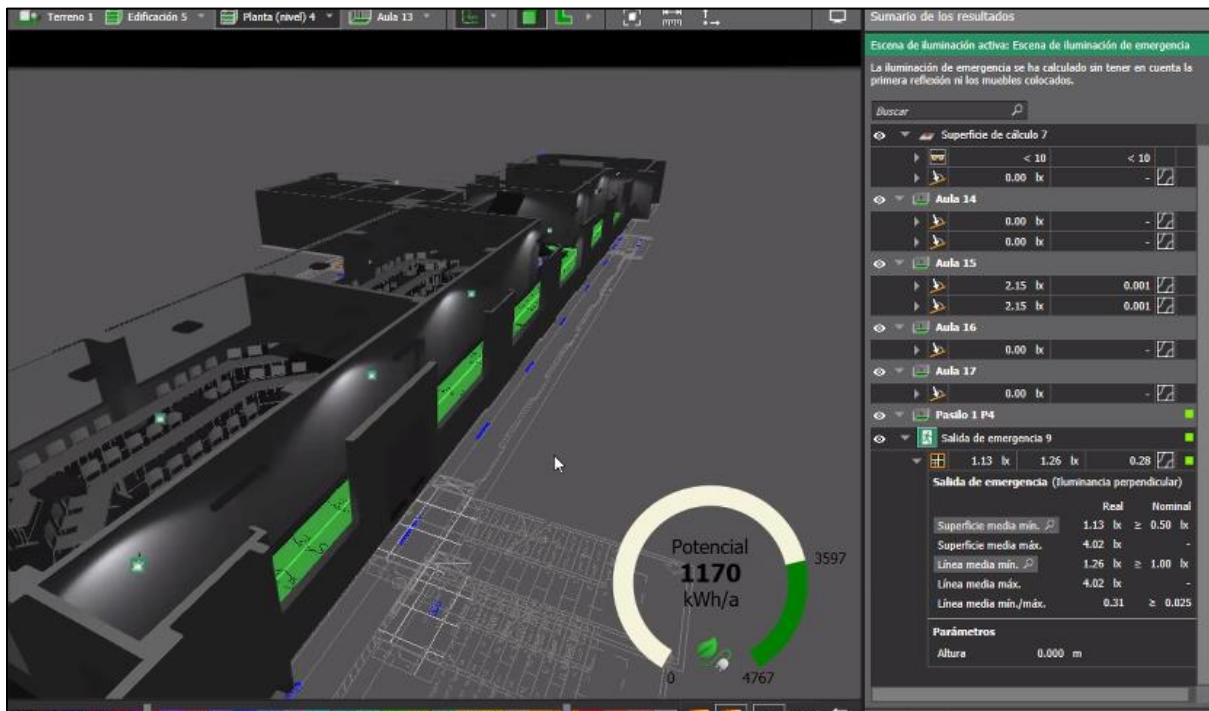 Terreno 1 Edificación 5 Planta (nivel) 4 Aula 13
Sumario de los resultados
Escena de iluminación activa: Escena de iluminación de emergencia
La iluminación de emergencia se ha calculado sin tener en cuenta la
primera reflexión ni los muebles colocados.
Buscar
Superficie de cálculo 7
< 10 < 10
0.00 lx -
Aula 14
0.00 lx -
0.00 lx -
Aula 15
2.15 lx 0.001
2.15 lx 0.001
Aula 16
0.00 lx -
Aula 17
0.00 lx -
Pasilo 1 P4
Salida de emergencia 9
1.13 lx 1.26 lx 0.28
Salida de emergencia (Iluminancia perpendicular)
Real Nominal
Superficie media mín. 1.13 lx ≥ 0.50 lx
Superficie media máx. 4.02 lx -
Línea media mín. 1.26 lx ≥ 1.00 lx
Línea media máx. 4.02 lx -
Línea media mín./máx. 0.31 ≥ 0.025
Parámetros
Altura 0.000 m
Potencial
1170
kWh/a
3597
0
4767